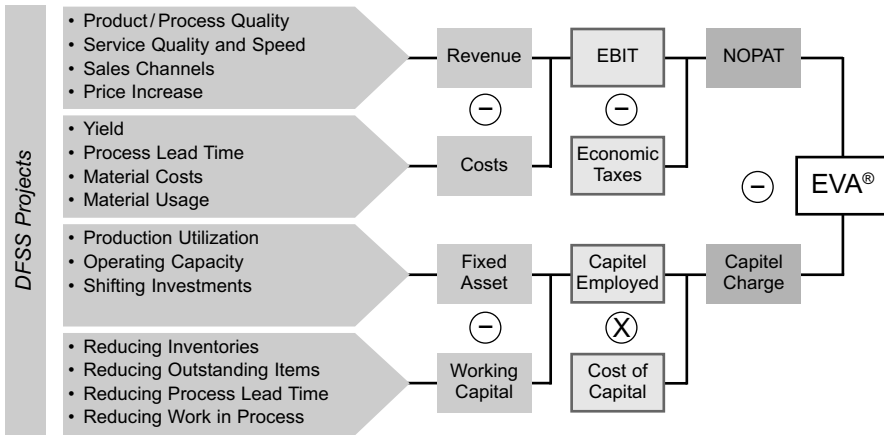 DFSS Projects
• Product/Process Quality
• Service Quality and Speed
• Sales Channels
• Price Increase
• Yield
• Process Lead Time
• Material Costs
• Material Usage
• Production Utilization
• Operating Capacity
• Shifting Investments
• Reducing Inventories
• Reducing Outstanding Items
• Reducing Process Lead Time
• Reducing Work in Process
Revenue
−
Costs
Fixed
Asset
−
Working
Capital
EBIT
−
Economic
Taxes
Capitel
Employed
X
Cost of
Capital
NOPAT
Capitel
Charge
−
EVA®